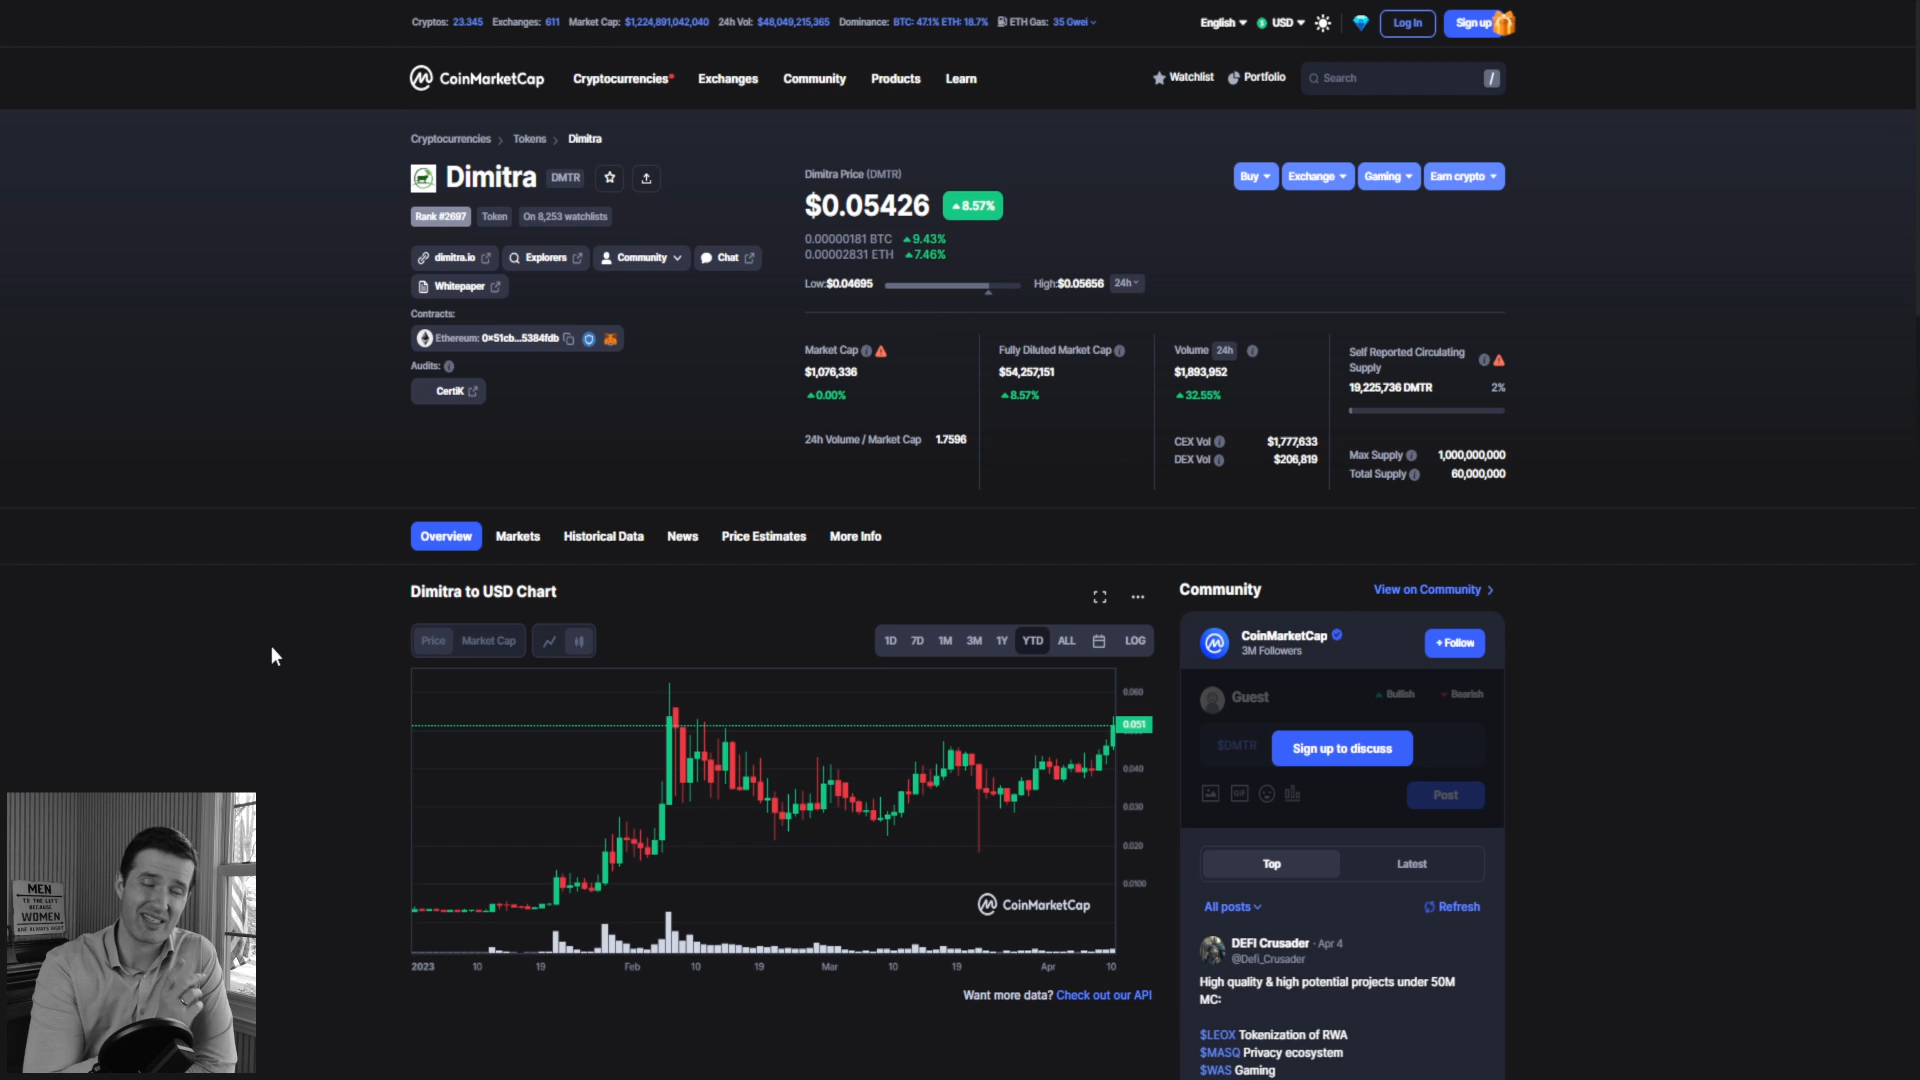 Cryptos: 23.345 Exchanges: 611 Market Cap: $1,224,891,042,040 24h Vol: $48,049,215,365 Dominance: BTC: 47.1% ETH: 18.7% ETH Gas: 35 Gwei
English USD Log In Sign up
CoinMarketCap Cryptocurrencies Exchanges Community Products Learn
Watchlist Portfolio Search /
Cryptocurrencies Tokens Dimitra
Dimitra DMTR
Rank #2697 Token On 8,253 watchlists
dimitra.io Explorers Community Chat
Whitepaper
Contracts:
Ethereum: 0x51cb...5384fdb
Audits:
CertiK
Dimitra Price (DMTR)
$0.05426 8.57%
0.00000181 BTC 9.43%
0.00002831 ETH 7.46%
Low:$0.04695 High:$0.05656 24h
Buy Exchange Gaming Earn crypto
Market Cap
$1,076,336
0.00%
24h Volume / Market Cap 1.7596
Fully Diluted Market Cap
$54,257,151
8.57%
Volume 24h
$1,893,952
32.55%
CEX Vol $1,777,633
DEX Vol $206,819
Self Reported Circulating
Supply
19,225,736 DMTR 2%
Max Supply 1,000,000,000
Total Supply 60,000,000
Overview Markets Historical Data News Price Estimates More Info
Dimitra to USD Chart
Price Market Cap
1D 7D 1M 3M 1Y YTD ALL LOG
0.060
0.051
0.040
0.030
0.020
0.0100
CoinMarketCap
2023 10 19 Feb 10 19 Mar 10 19 Apr 10
Want more data? Check out our API
Community View on Community
CoinMarketCap
3M Followers
+ Follow
Guest Bullish Bearish
$DMTR Sign up to discuss
GIF
Post
Top Latest
All posts Refresh
DEFI Crusader · Apr 4
@Defi_Crusader
High quality & high potential projects under 50M
MC:
$LEOX Tokenization of RWA
$MASQ Privacy ecosystem
$WAS Gaming
MEN
TO THE LEFT
BECAUSE
WOMEN
ARE ALWAYS RIGHT